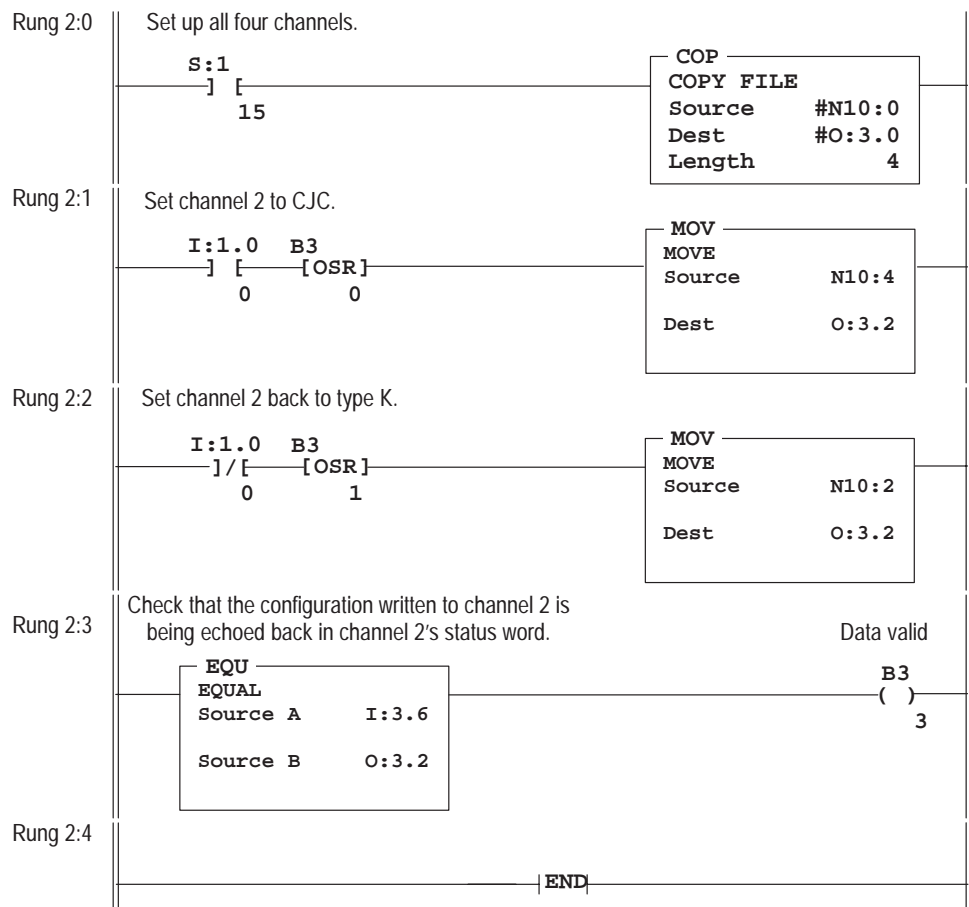 Rung 2:0
Set up all four channels.
S:1
] [
15
COP
COPY FILE
Source #N10:0
Dest #O:3.0
Length 4
Rung 2:1
Set channel 2 to CJC.
I:1.0 B3
] [ [OSR]
0 0
MOV
MOVE
Source N10:4
Dest O:3.2
Rung 2:2
Set channel 2 back to type K.
I:1.0 B3
]/[ [OSR]
0 1
MOV
MOVE
Source N10:2
Dest O:3.2
Rung 2:3
Check that the configuration written to channel 2 is
being echoed back in channel 2's status word.
Data valid
EQU
EQUAL
Source A I:3.6
Source B O:3.2
B3
( )
3
Rung 2:4
END